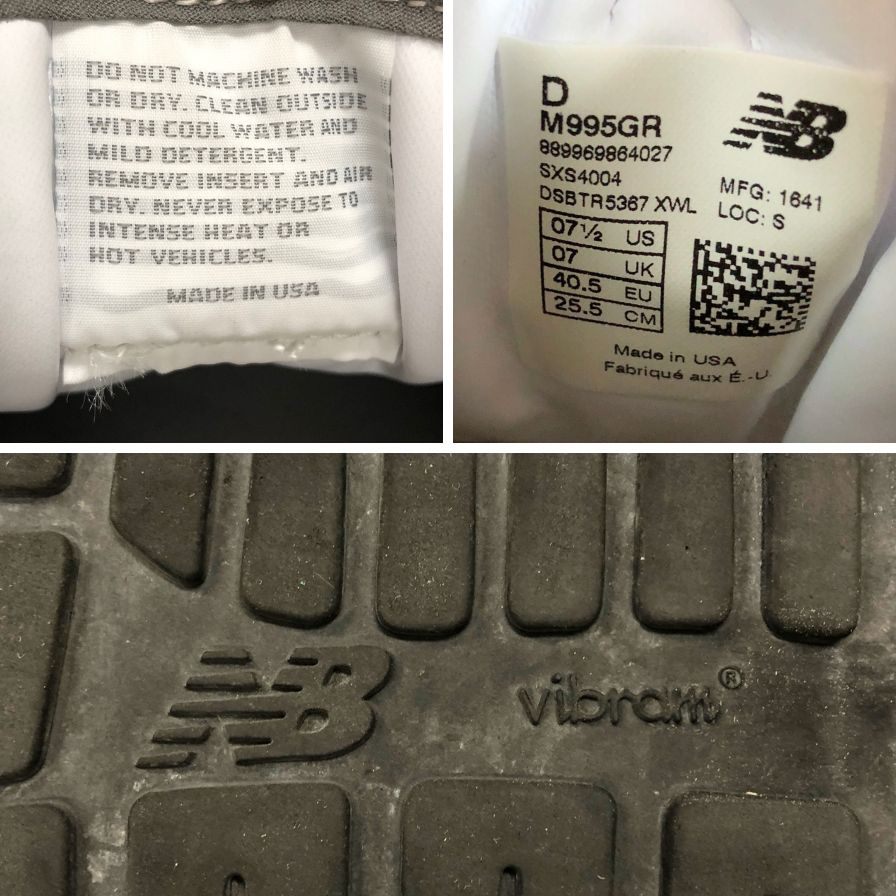 DO NOT MACHINE WASH
OR DRY. CLEAN OUTSIDE
WITH COOL WATER AND
MILD DETERGENT.
REMOVE INSERT AND AIR
DRY. NEVER EXPOSE TO
INTENSE HEAT OR
HOT VEHICLES.
MADE IN USA
D
M995GR
889969864027
SXS4004
DSBTR5367 XWL
NB
MFG: 1641
LOC: S
07½ US
07 UK
40.5 EU
25.5 CM
Made in USA
Fabriqué aux É.-U.
NB
vibram®